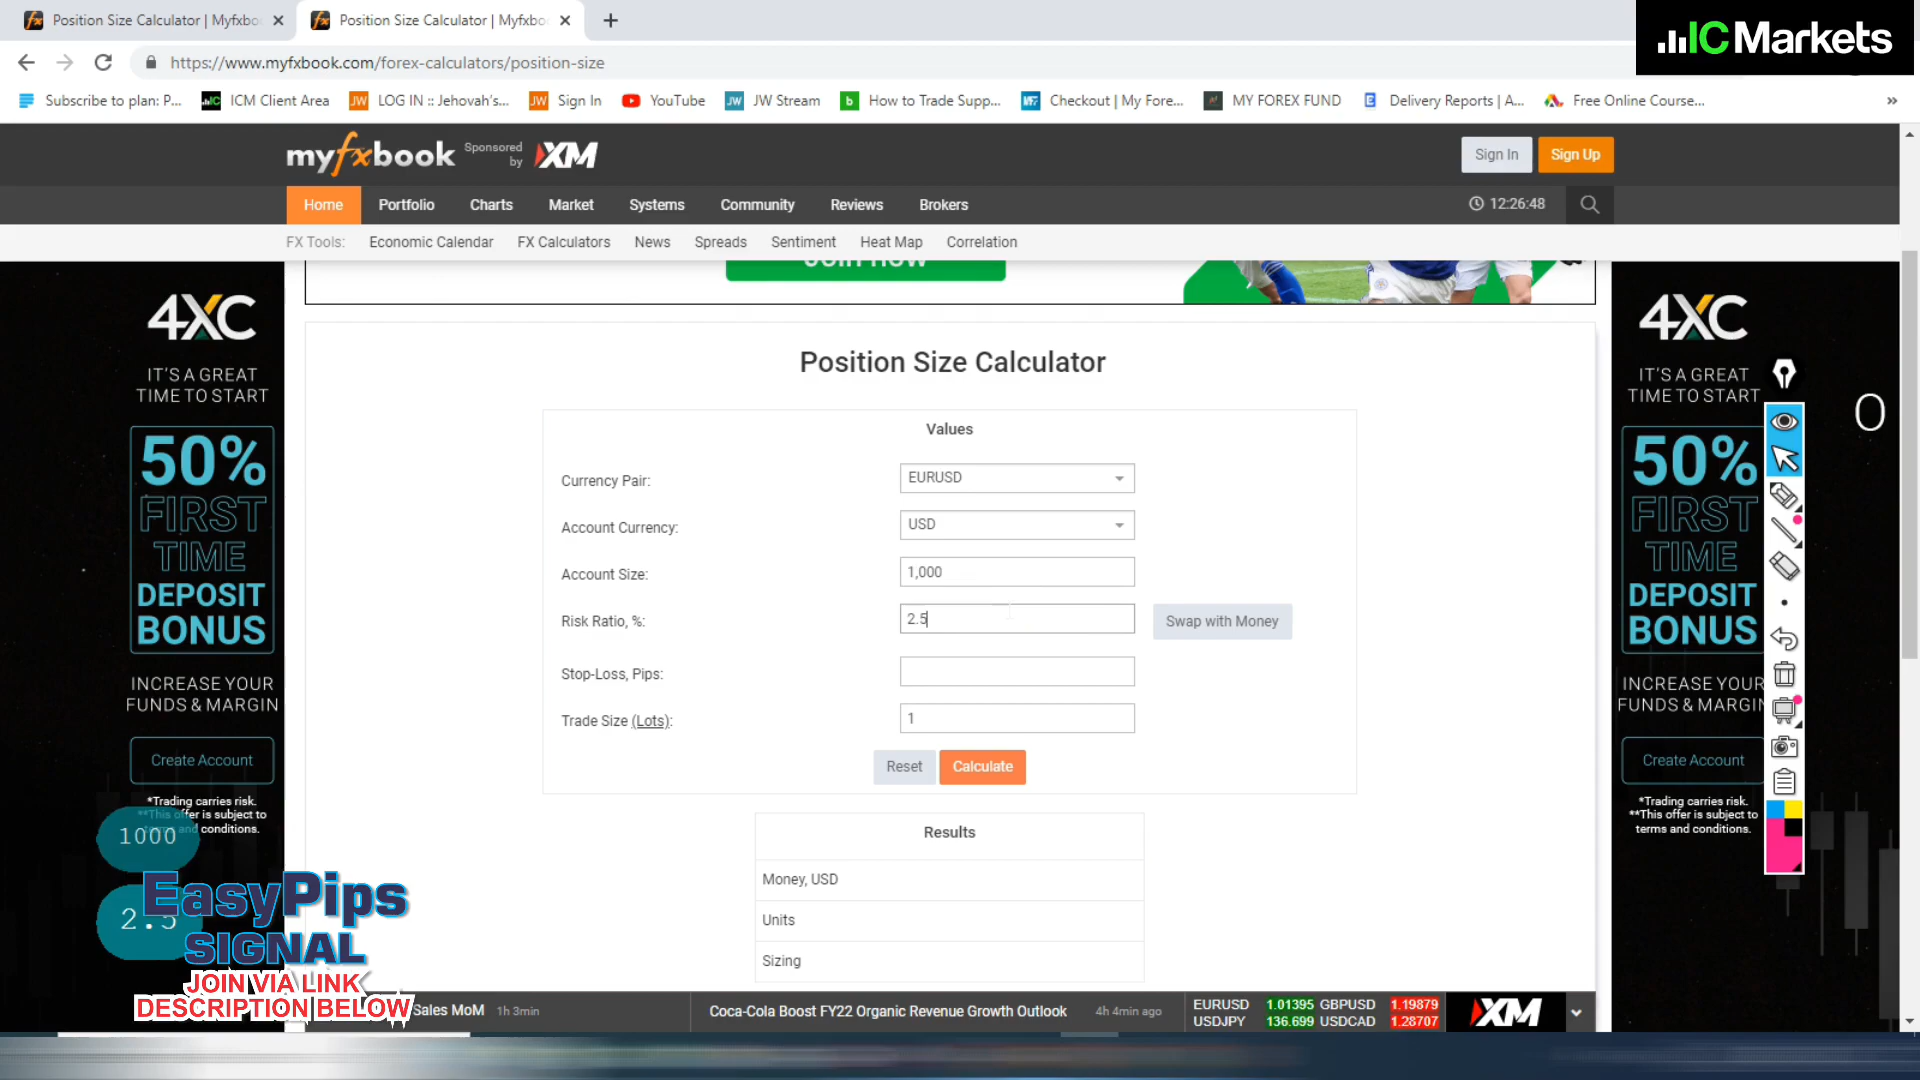 Position Size Calculator | Myfxbo
Position Size Calculator | Myfxbo
IC Markets
https://www.myfxbook.com/forex-calculators/position-size
Subscribe to plan: P...
ICM Client Area
LOG IN :: Jehovah's...
Sign In
YouTube
JW Stream
How to Trade Supp...
Checkout | My Fore...
MY FOREX FUND
Delivery Reports | A...
Free Online Course...
myfxbook
Sponsored by
XM
Sign In
Sign Up
Home
Portfolio
Charts
Market
Systems
Community
Reviews
Brokers
12:26:48
FX Tools:
Economic Calendar
FX Calculators
News
Spreads
Sentiment
Heat Map
Correlation
Join now
4XC
IT'S A GREAT
TIME TO START
50%
FIRST
TIME
DEPOSIT
BONUS
INCREASE YOUR
FUNDS & MARGIN
Create Account
*Trading carries risk.
**This offer is subject to
terms and conditions.
Position Size Calculator
Values
Currency Pair:
EURUSD
Account Currency:
USD
Account Size:
1,000
Risk Ratio, %:
2.5
Swap with Money
Stop-Loss, Pips:
Trade Size (Lots):
1
Reset
Calculate
Results
Money, USD
Units
Sizing
4XC
IT'S A GREAT
TIME TO START
50%
FIRST
TIME
DEPOSIT
BONUS
INCREASE YOUR
FUNDS & MARGIN
Create Account
*Trading carries risk.
**This offer is subject to
terms and conditions.
0
1000
2.5
EasyPips
SIGNAL
JOIN VIA LINK
DESCRIPTION BELOW
Sales MoM
1h 3min
Coca-Cola Boost FY22 Organic Revenue Growth Outlook
4h 4min ago
EURUSD 1.01395 GBPUSD 1.19879
USDJPY 136.699 USDCAD 1.28707
XM